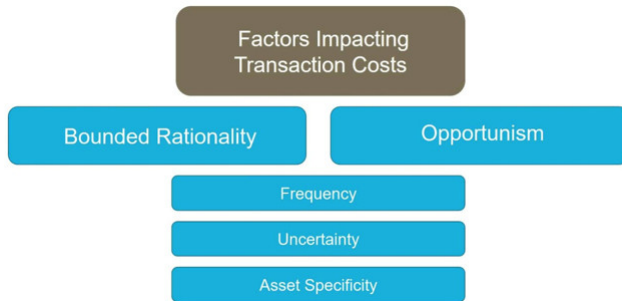 Factors Impacting
Transaction Costs
Bounded Rationality
Opportunism
Frequency
Uncertainty
Asset Specificity